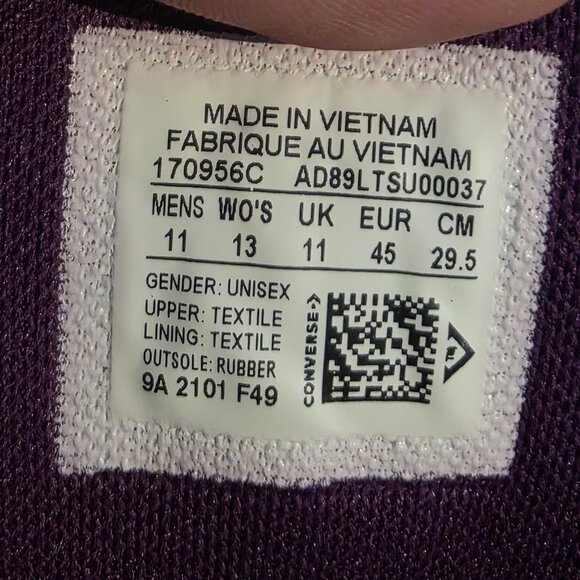 MADE IN VIETNAM
FABRIQUE AU VIETNAM
170956C AD89LTSU00037
MENS WO'S UK EUR CM
11 13 11 45 29.5
GENDER: UNISEX
UPPER: TEXTILE
LINING: TEXTILE
OUTSOLE: RUBBER
9A 2101 F49
CONVERSE